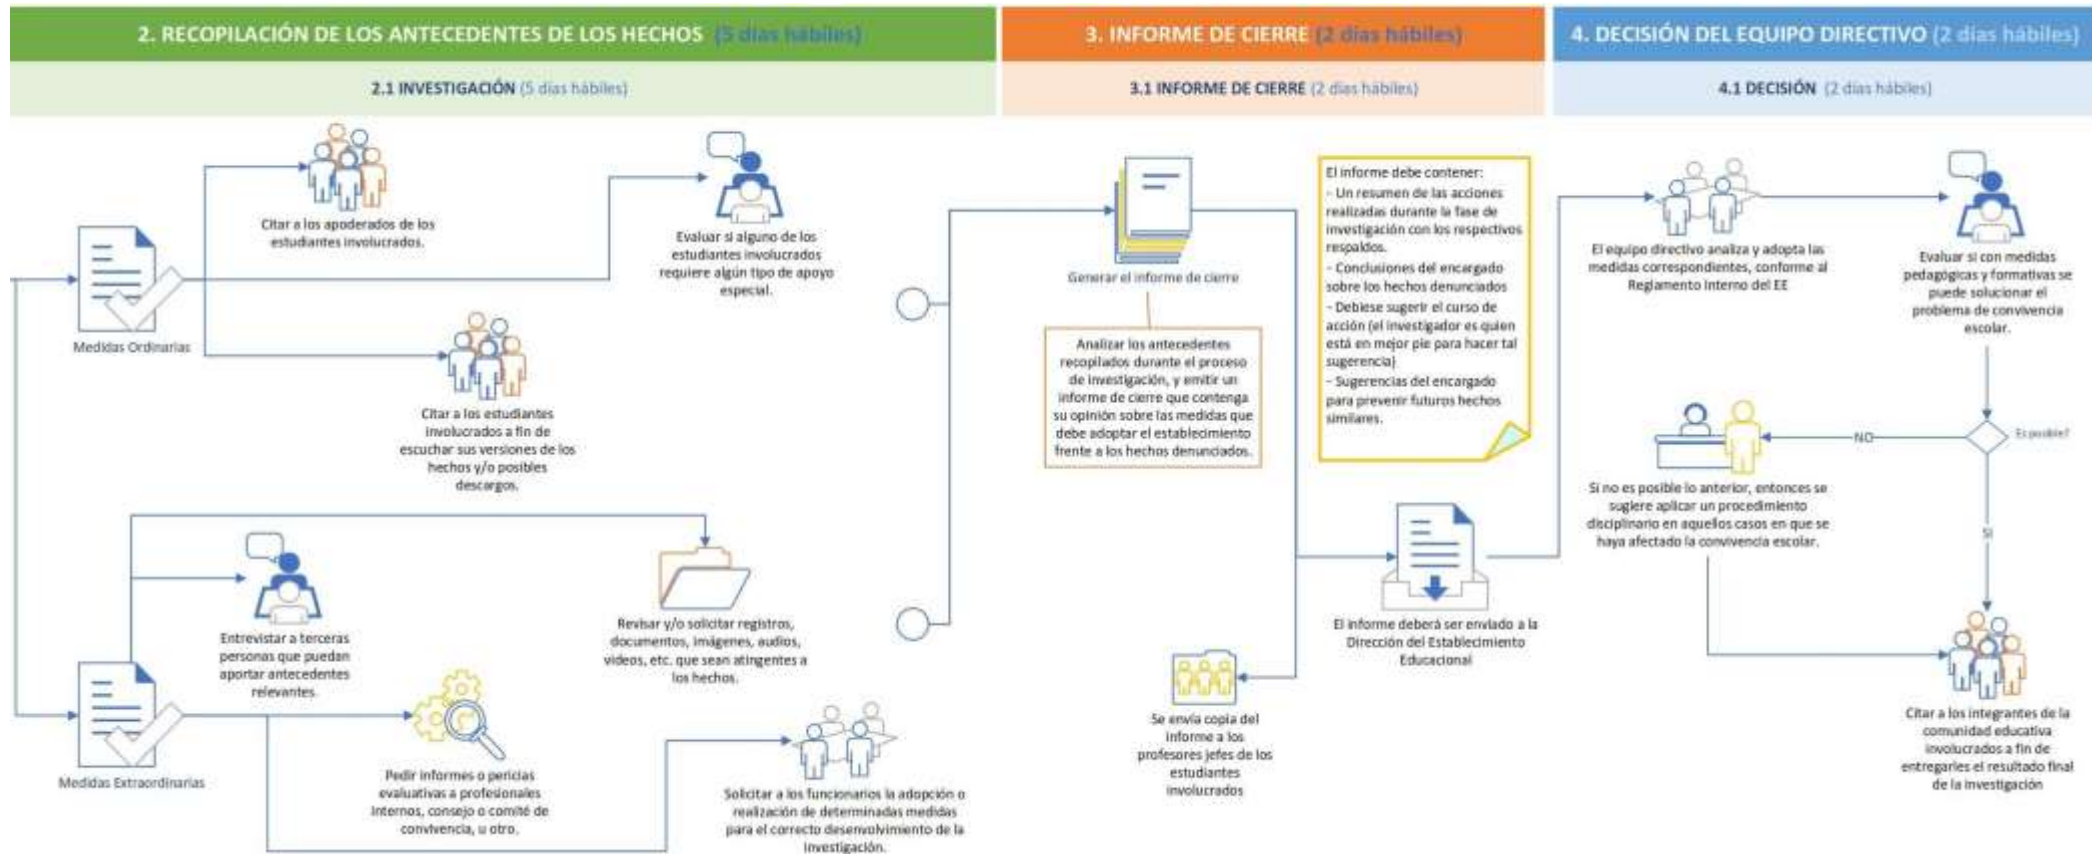 2. RECOPILACIÓN DE LOS ANTECEDENTES DE LOS HECHOS (5 días hábiles)
2.1 INVESTIGACIÓN (5 días hábiles)
Citar a los apoderados de los
estudiantes involucrados.
Evaluar si alguno de los
estudiantes involucrados
requiere algún tipo de apoyo
especial.
Medidas Ordinarias
Citar a los estudiantes
involucrados a fin de
escuchar sus versiones de los
hechos y/o posibles
descargos.
Entrevistar a terceras
personas que puedan
aportar antecedentes
relevantes.
Revisar y/o solicitar registros,
documentos, imágenes, audios,
videos, etc. que sean atingentes a
los hechos.
Medidas Extraordinarias
Pedir informes o pericias
evaluativas a profesionales
internos, consejo o comité de
convivencia, u otro.
Solicitar a los funcionarios la adopción o
realización de determinadas medidas
para el correcto desenvolvimiento de la
investigación.
3. INFORME DE CIERRE (2 días hábiles)
3.1 INFORME DE CIERRE (2 días hábiles)
Generar el informe de cierre
Analizar los antecedentes
recopilados durante el proceso
de investigación, y emitir un
informe de cierre que contenga
su opinión sobre las medidas que
debe adoptar el establecimiento
frente a los hechos denunciados.
El informe debe contener:
- Un resumen de las acciones
realizadas durante la fase de
investigación con los respectivos
respaldos.
- Conclusiones del encargado
sobre los hechos denunciados
- Debiese sugerir el curso de
acción (el investigador es quien
está en mejor pie para hacer tal
sugerencia)
- Sugerencias del encargado
para prevenir futuros hechos
similares.
El informe deberá ser enviado a la
Dirección del Establecimiento
Educacional
Se envía copia del
informe a los
profesores jefes de los
estudiantes
involucrados
4. DECISIÓN DEL EQUIPO DIRECTIVO (2 días hábiles)
4.1 DECISIÓN (2 días hábiles)
El equipo directivo analiza y adopta las
medidas correspondientes, conforme al
Reglamento Interno del EE
Evaluar si con medidas
pedagógicas y formativas se
puede solucionar el
problema de convivencia
escolar.
Es posible?
NO
SI
Si no es posible lo anterior, entonces se
sugiere aplicar un procedimiento
disciplinario en aquellos casos en que se
haya afectado la convivencia escolar.
Citar a los integrantes de la
comunidad educativa
involucrados a fin de
entregarles el resultado final
de la investigación